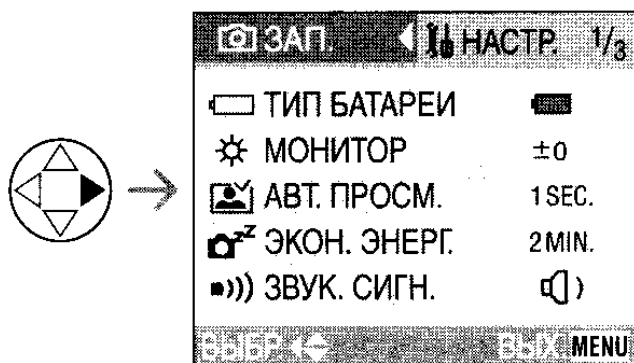 ЗАП. НАСТР. 1/3
ТИП БАТАРЕИ
МОНИТОР ±0
АВТ. ПРОСМ. 1SEC.
ЭКОН. ЭНЕРГ. 2MIN.
ЗВУК. СИГН.
ВЫБР ВЫХ MENU